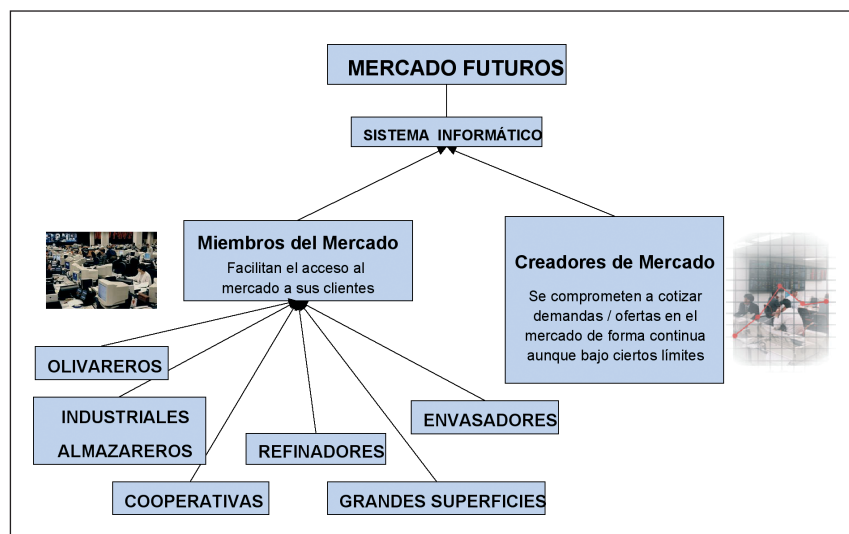 MERCADO FUTUROS
SISTEMA INFORMÁTICO
Miembros del Mercado
Facilitan el acceso al
mercado a sus clientes
Creadores de Mercado
Se comprometen a cotizar
demandas / ofertas en el
mercado de forma continua
aunque bajo ciertos límites
OLIVAREROS
INDUSTRIALES
ALMAZAREROS
ENVASADORES
REFINADORES
COOPERATIVAS
GRANDES SUPERFICIES